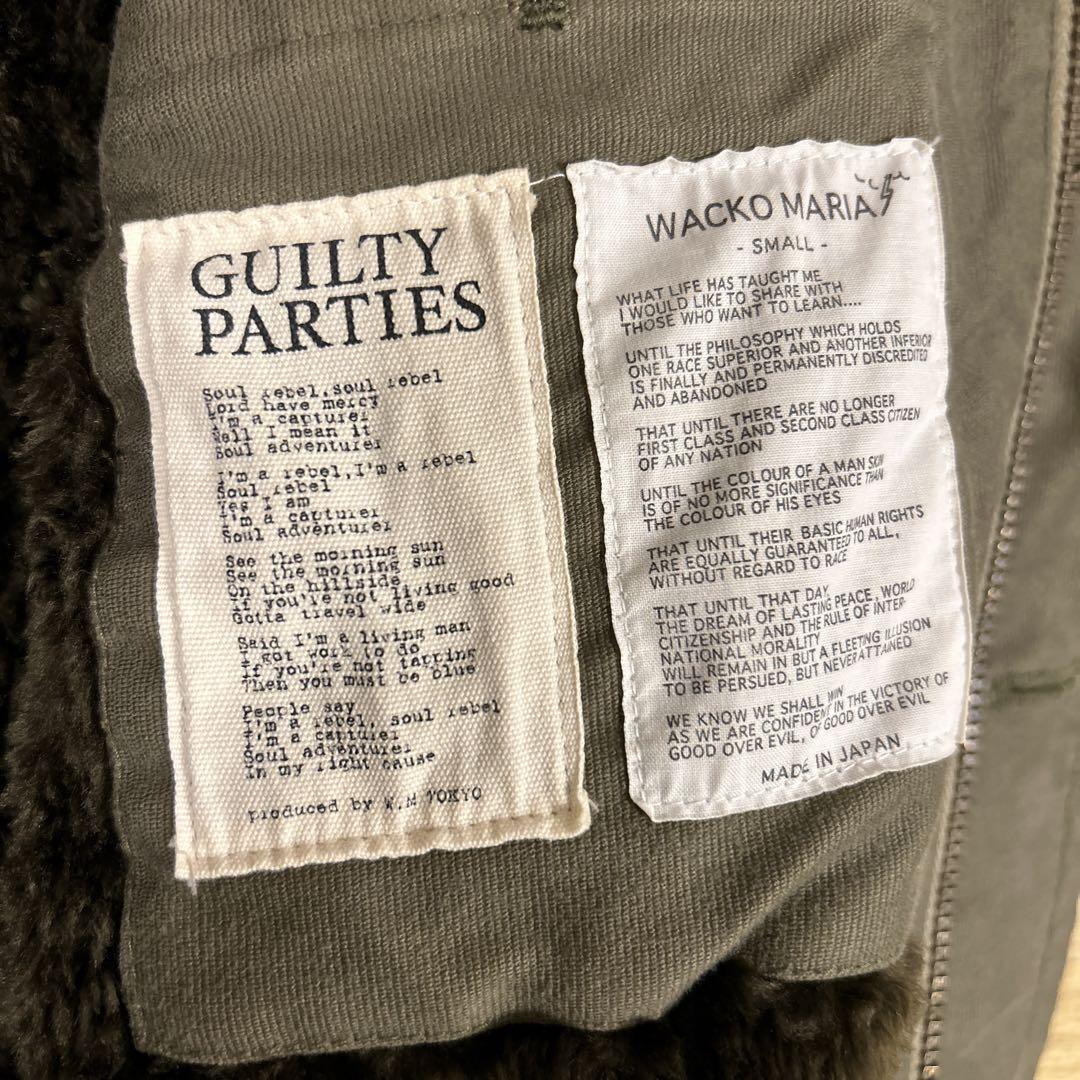 GUILTY
PARTIES
Soul rebel,soul rebel
Lord have mercy
I'm a capturer
Well I mean it
Soul adventurer
I'm a rebel,I'm a rebel
Soul rebel
Yes I am
I'm a capturer
Soul adventurer
See the morning sun
See the morning sun
On the hillside
If you're not living good
Gotta travel wide
Said I'm a living man
I got work to do
If you're not
Then you must be blue
People say
I'm a rebel, soul rebel
I'm a capturer
Soul adventurer
In my right cause
produced by W.M TOKYO
WACKO MARIA
- SMALL -
WHAT LIFE HAS TAUGHT ME
I WOULD LIKE TO SHARE WITH
THOSE WHO WANT TO LEARN....
UNTIL THE PHILOSOPHY WHICH HOLDS
ONE RACE SUPERIOR AND ANOTHER INFERIOR
IS FINALLY AND PERMANENTLY DISCREDITED
AND ABANDONED
THAT UNTIL THERE ARE NO LONGER
FIRST CLASS AND SECOND CLASS CITIZEN
OF ANY NATION
UNTIL THE COLOUR OF A MAN SKIN
IS OF NO MORE SIGNIFICANCE THAN
THE COLOUR OF HIS EYES
THAT UNTIL THEIR BASIC HUMAN RIGHTS
ARE EQUALLY GUARANTEED TO ALL,
WITHOUT REGARD TO RACE
THAT UNTIL THAT DAY
THE DREAM OF LASTING PEACE, WORLD
CITIZENSHIP AND THE RULE OF INTER-
NATIONAL MORALITY
WILL REMAIN IN BUT A FLEETING ILLUSION
TO BE PERSUED, BUT NEVER ATTAINED
WE KNOW WE SHALL WIN
AS WE ARE CONFIDENT IN THE VICTORY OF
GOOD OVER EVIL, OF GOOD OVER EVIL
MADE IN JAPAN